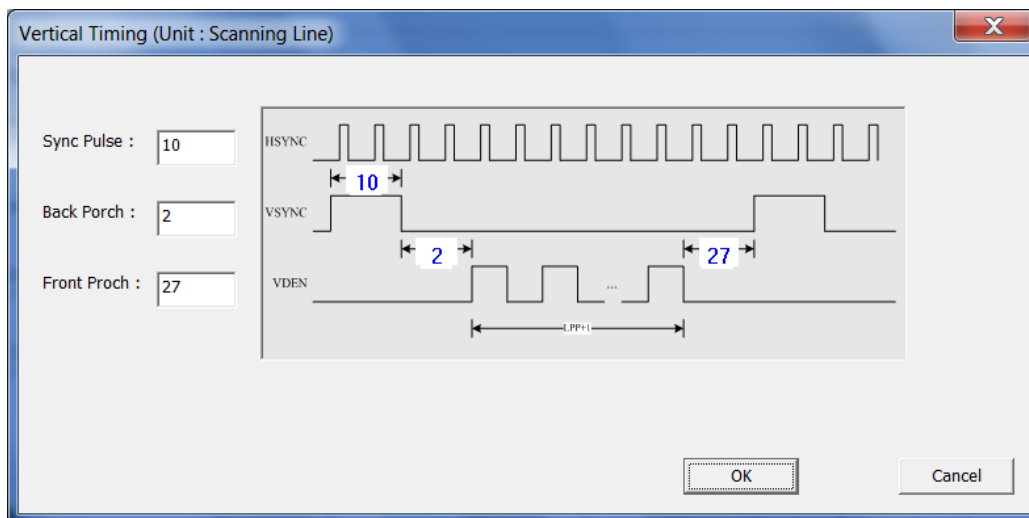 Vertical Timing (Unit : Scanning Line)
X
Sync Pulse : 10
Back Porch : 2
Front Proch : 27
HSYNC
10
VSYNC
2
27
VDEN
...
LPP+1
OK
Cancel